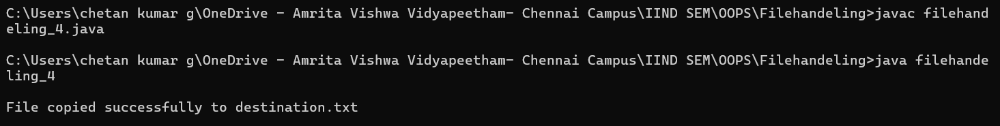 C:\Users\chetan kumar g\OneDrive - Amrita Vishwa Vidyapeetham- Chennai Campus\IIND SEM\OOPS\Filehandeling>javac filehand
eling_4.java
C:\Users\chetan kumar g\OneDrive - Amrita Vishwa Vidyapeetham- Chennai Campus\IIND SEM\OOPS\Filehandeling>java filehande
ling_4
File copied successfully to destination.txt